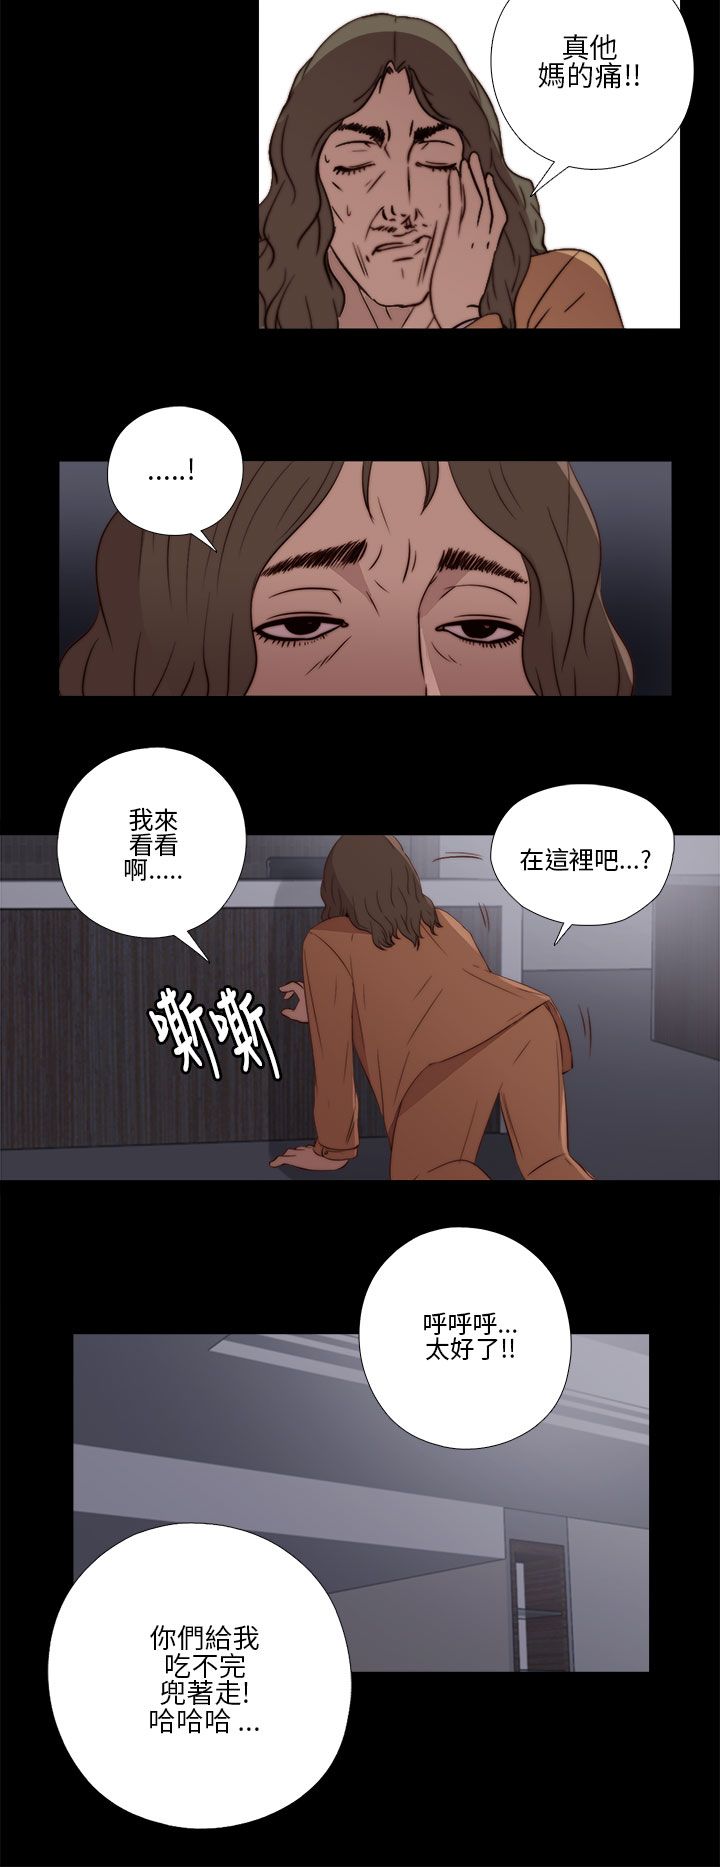 真他
媽的痛!!
.....!
我來
看看
啊.....
在這裡吧...?
嘶嘶
呼呼呼...
太好了!!
你們給我
吃不完
兜著走!
哈哈哈...